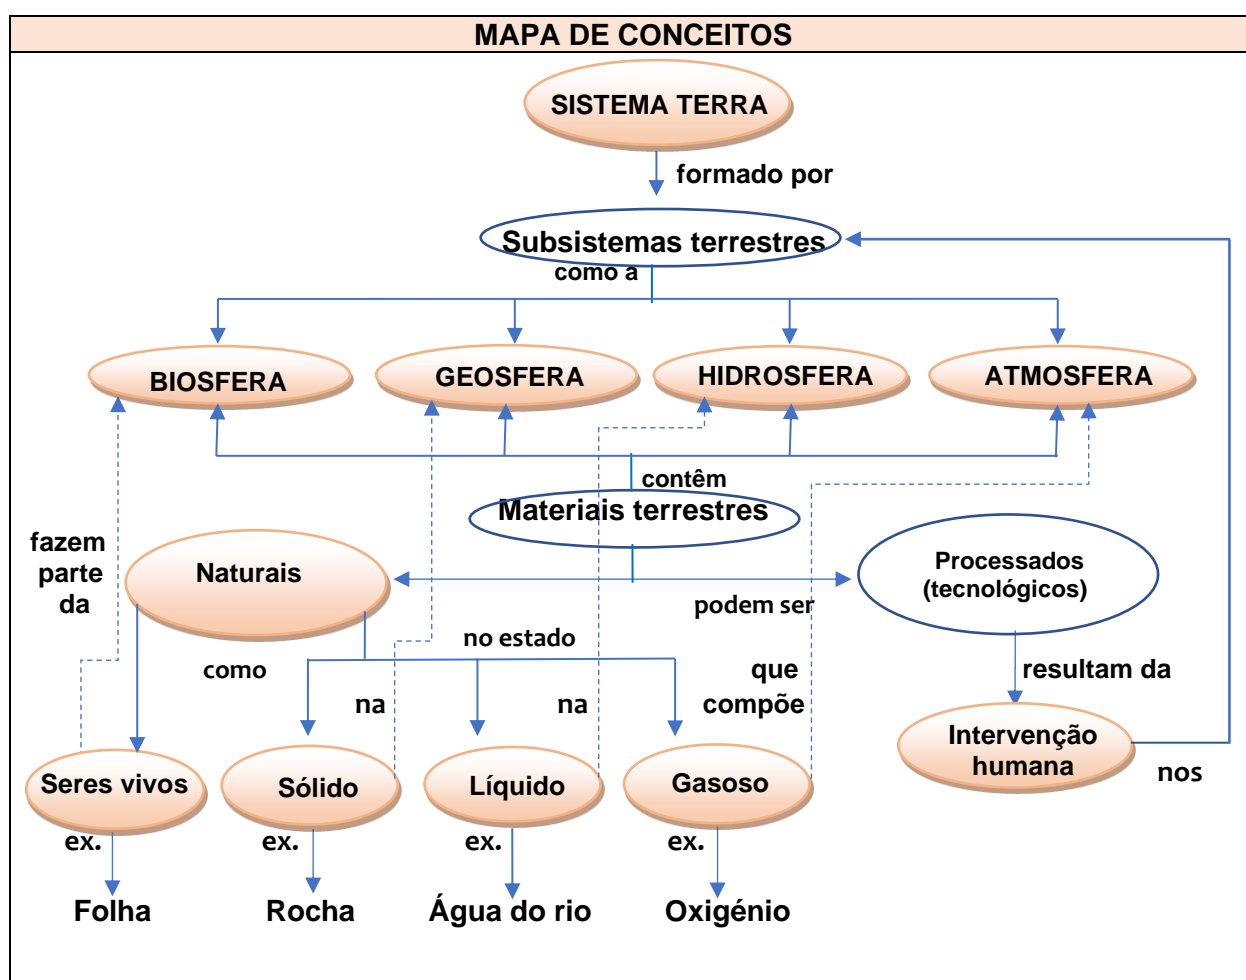 MAPA DE CONCEITOS
SISTEMA TERRA
formado por
Subsistemas terrestres
como a
BIOSFERA
GEOSFERA
HIDROSFERA
ATMOSFERA
contêm
Materiais terrestres
fazem
parte
da
Naturais
Processados
(tecnológicos)
podem ser
como
no estado
na
na
que
compõe
resultam da
Seres vivos
Sólido
Líquido
Gasoso
Intervenção
humana
nos
ex.
ex.
ex.
ex.
Folha
Rocha
Água do rio
Oxigénio